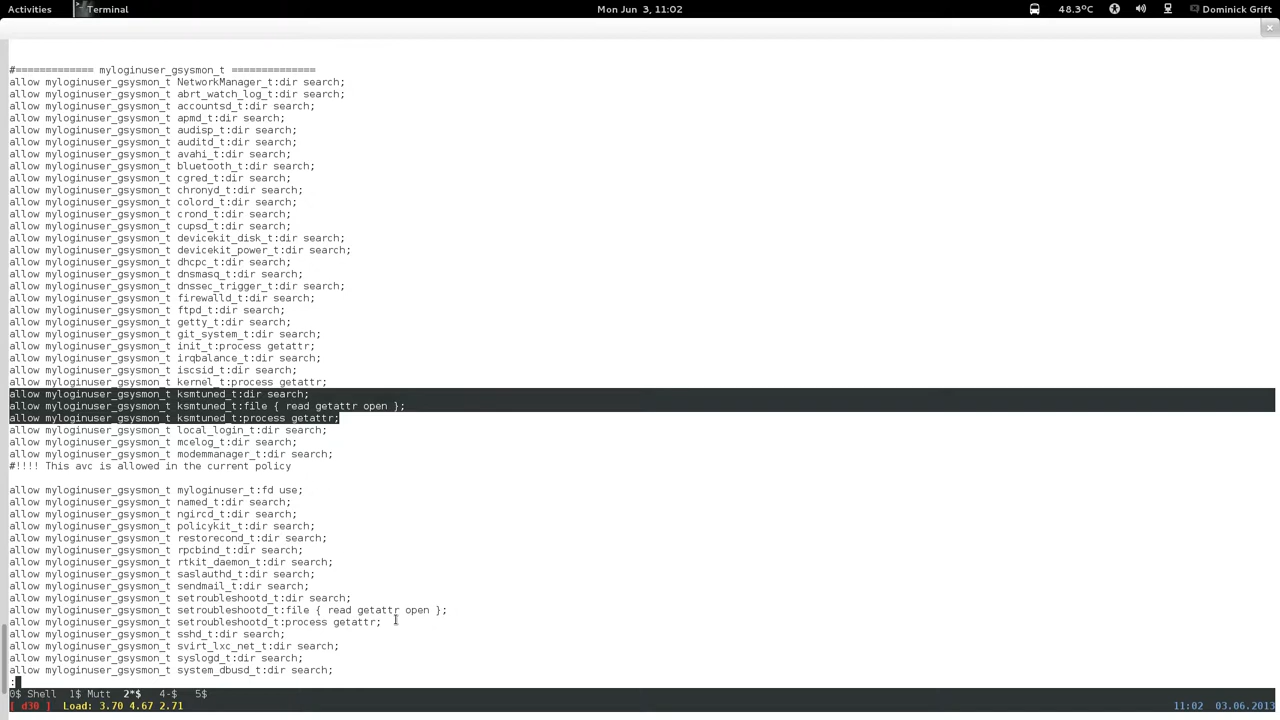 Activities
Terminal
Mon Jun 3, 11:02
48.3°C
Dominick Grift
#============= myloginuser_gsysmon_t ==============
allow myloginuser_gsysmon_t NetworkManager_t:dir search;
allow myloginuser_gsysmon_t abrt_watch_log_t:dir search;
allow myloginuser_gsysmon_t accountsd_t:dir search;
allow myloginuser_gsysmon_t apmd_t:dir search;
allow myloginuser_gsysmon_t audisp_t:dir search;
allow myloginuser_gsysmon_t auditd_t:dir search;
allow myloginuser_gsysmon_t avahi_t:dir search;
allow myloginuser_gsysmon_t bluetooth_t:dir search;
allow myloginuser_gsysmon_t cgred_t:dir search;
allow myloginuser_gsysmon_t chronyd_t:dir search;
allow myloginuser_gsysmon_t colord_t:dir search;
allow myloginuser_gsysmon_t crond_t:dir search;
allow myloginuser_gsysmon_t cupsd_t:dir search;
allow myloginuser_gsysmon_t devicekit_disk_t:dir search;
allow myloginuser_gsysmon_t devicekit_power_t:dir search;
allow myloginuser_gsysmon_t dhcpc_t:dir search;
allow myloginuser_gsysmon_t dnsmasq_t:dir search;
allow myloginuser_gsysmon_t dnssec_trigger_t:dir search;
allow myloginuser_gsysmon_t firewalld_t:dir search;
allow myloginuser_gsysmon_t ftpd_t:dir search;
allow myloginuser_gsysmon_t getty_t:dir search;
allow myloginuser_gsysmon_t git_system_t:dir search;
allow myloginuser_gsysmon_t init_t:process getattr;
allow myloginuser_gsysmon_t irqbalance_t:dir search;
allow myloginuser_gsysmon_t iscsid_t:dir search;
allow myloginuser_gsysmon_t kernel_t:process getattr;
allow myloginuser_gsysmon_t ksmtuned_t:dir search;
allow myloginuser_gsysmon_t ksmtuned_t:file { read getattr open };
allow myloginuser_gsysmon_t ksmtuned_t:process getattr;
allow myloginuser_gsysmon_t local_login_t:dir search;
allow myloginuser_gsysmon_t mcelog_t:dir search;
allow myloginuser_gsysmon_t modemmanager_t:dir search;
#!!!! This avc is allowed in the current policy
allow myloginuser_gsysmon_t myloginuser_t:fd use;
allow myloginuser_gsysmon_t named_t:dir search;
allow myloginuser_gsysmon_t ngircd_t:dir search;
allow myloginuser_gsysmon_t policykit_t:dir search;
allow myloginuser_gsysmon_t restorecond_t:dir search;
allow myloginuser_gsysmon_t rpcbind_t:dir search;
allow myloginuser_gsysmon_t rtkit_daemon_t:dir search;
allow myloginuser_gsysmon_t saslauthd_t:dir search;
allow myloginuser_gsysmon_t sendmail_t:dir search;
allow myloginuser_gsysmon_t setroubleshootd_t:dir search;
allow myloginuser_gsysmon_t setroubleshootd_t:file { read getattr open };
allow myloginuser_gsysmon_t setroubleshootd_t:process getattr;
allow myloginuser_gsysmon_t sshd_t:dir search;
allow myloginuser_gsysmon_t svirt_lxc_net_t:dir search;
allow myloginuser_gsysmon_t syslogd_t:dir search;
allow myloginuser_gsysmon_t system_dbusd_t:dir search;
:
0$ Shell 1$ Mutt 2*$ 4-$ 5$
[ d30 ] Load: 3.70 4.67 2.71 11:02 03.06.2013